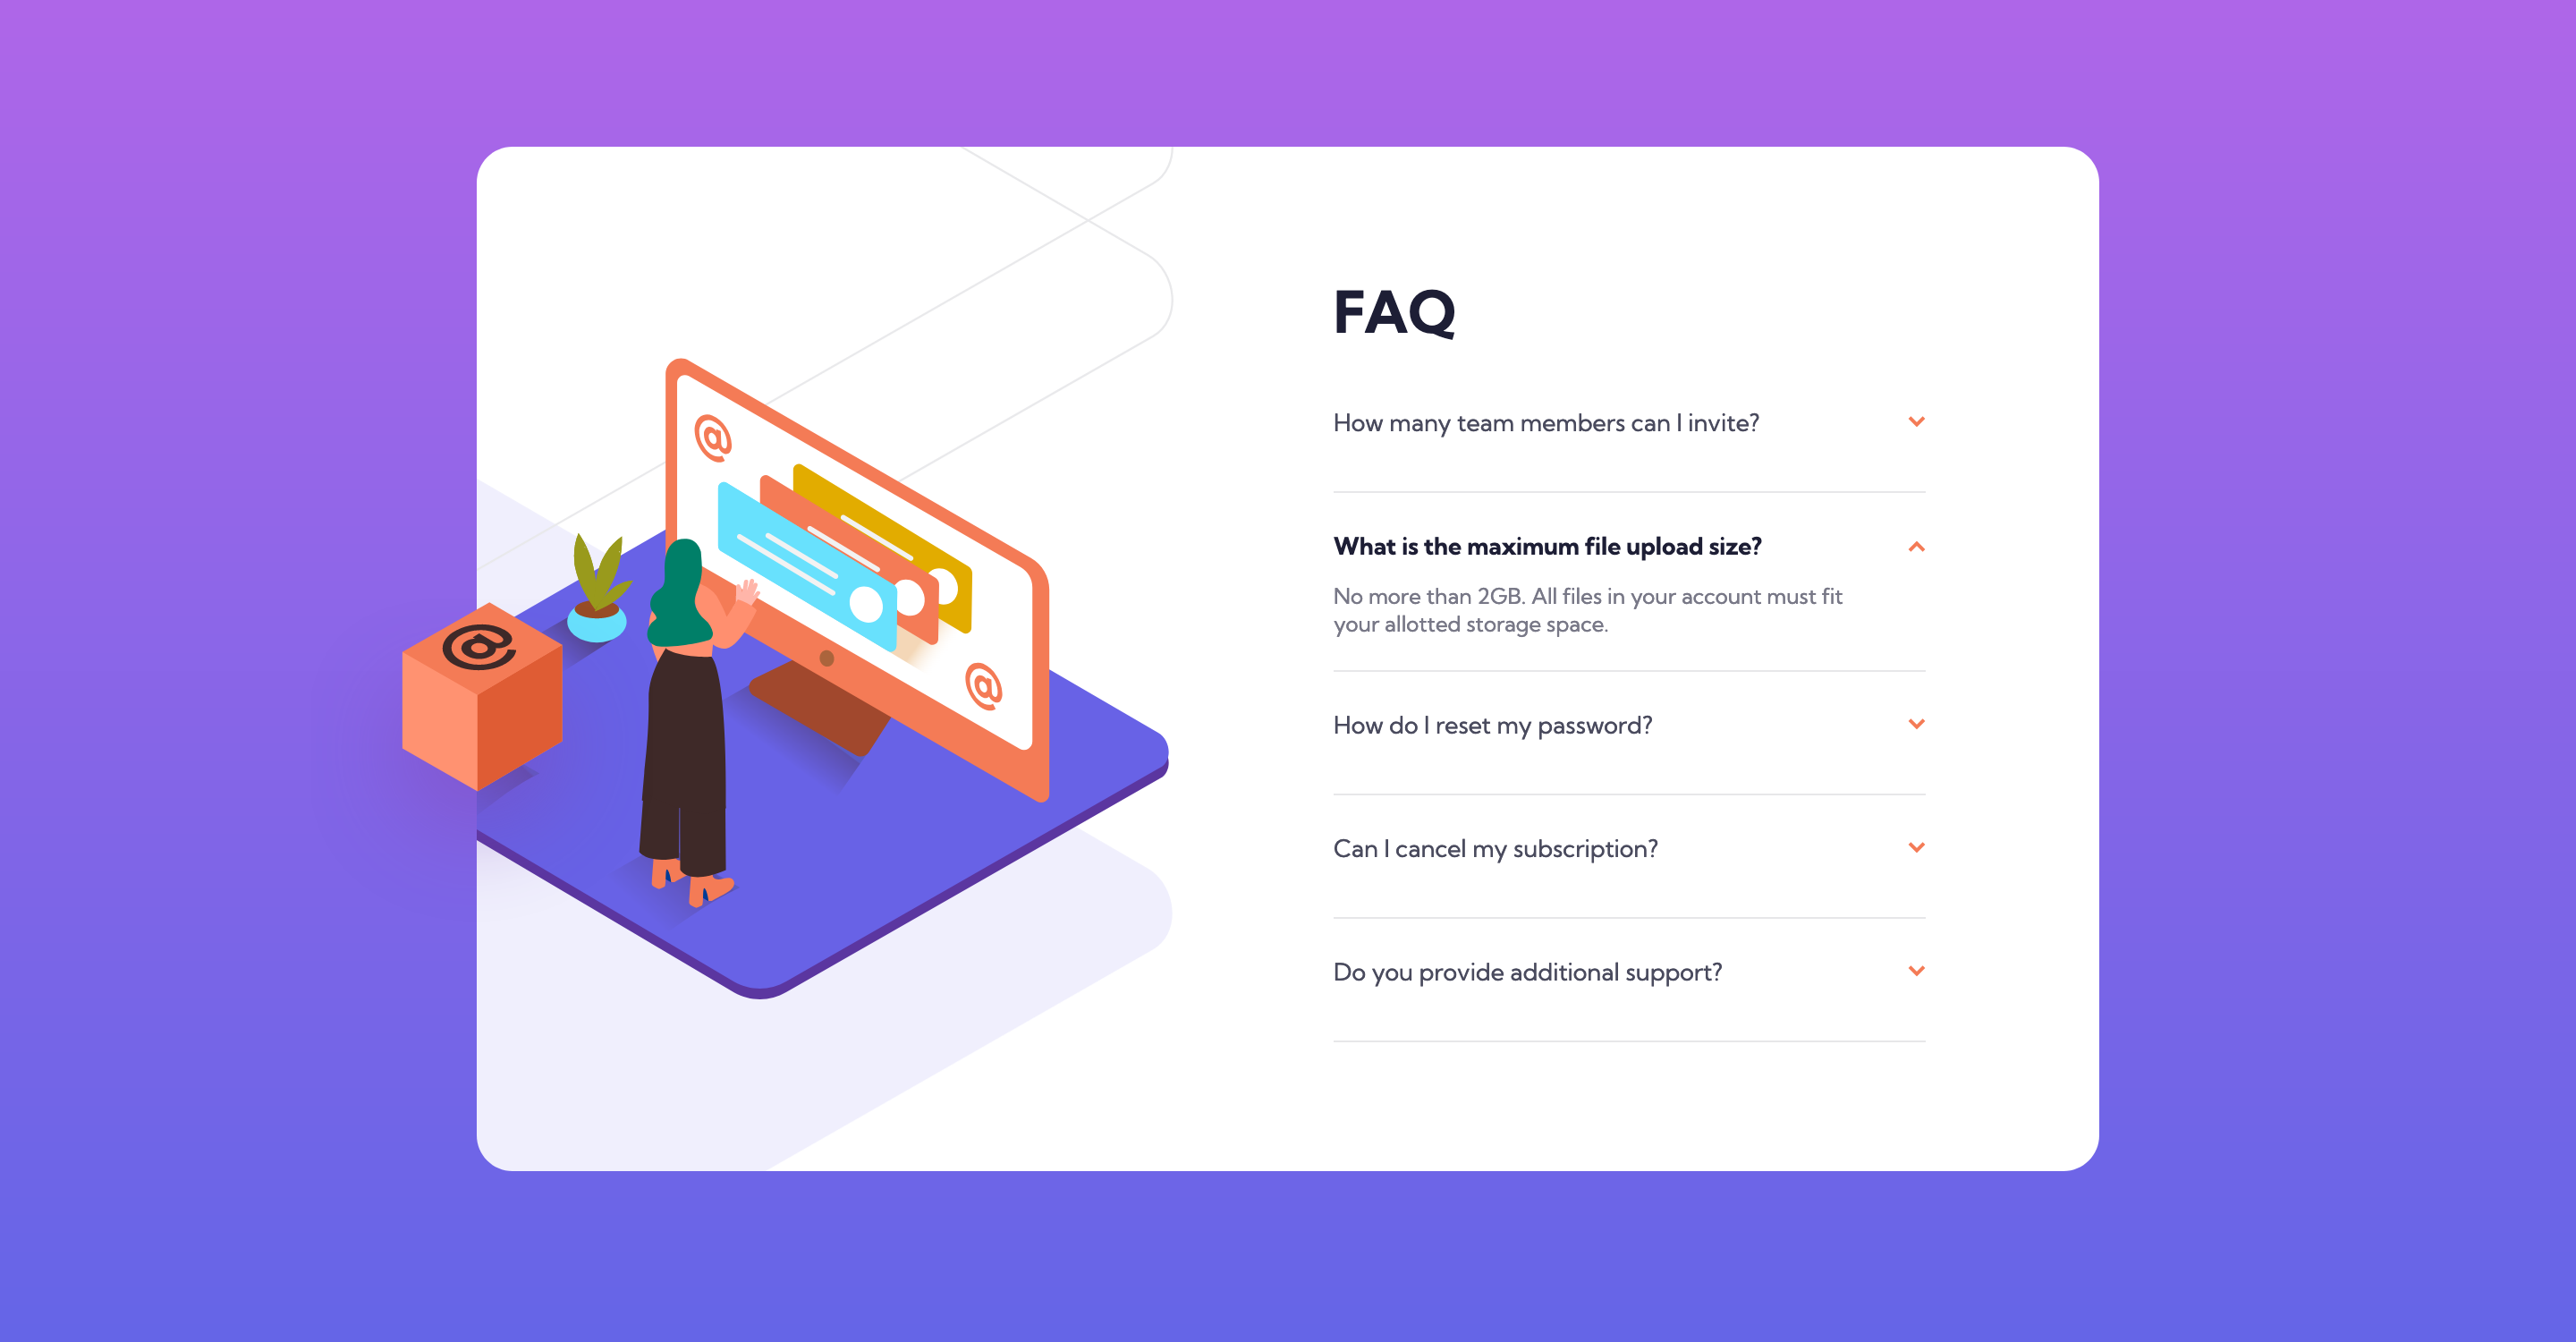 FAQ
How many team members can I invite?
What is the maximum file upload size?
No more than 2GB. All files in your account must fit
your allotted storage space.
How do I reset my password?
Can I cancel my subscription?
Do you provide additional support?
@
@
@